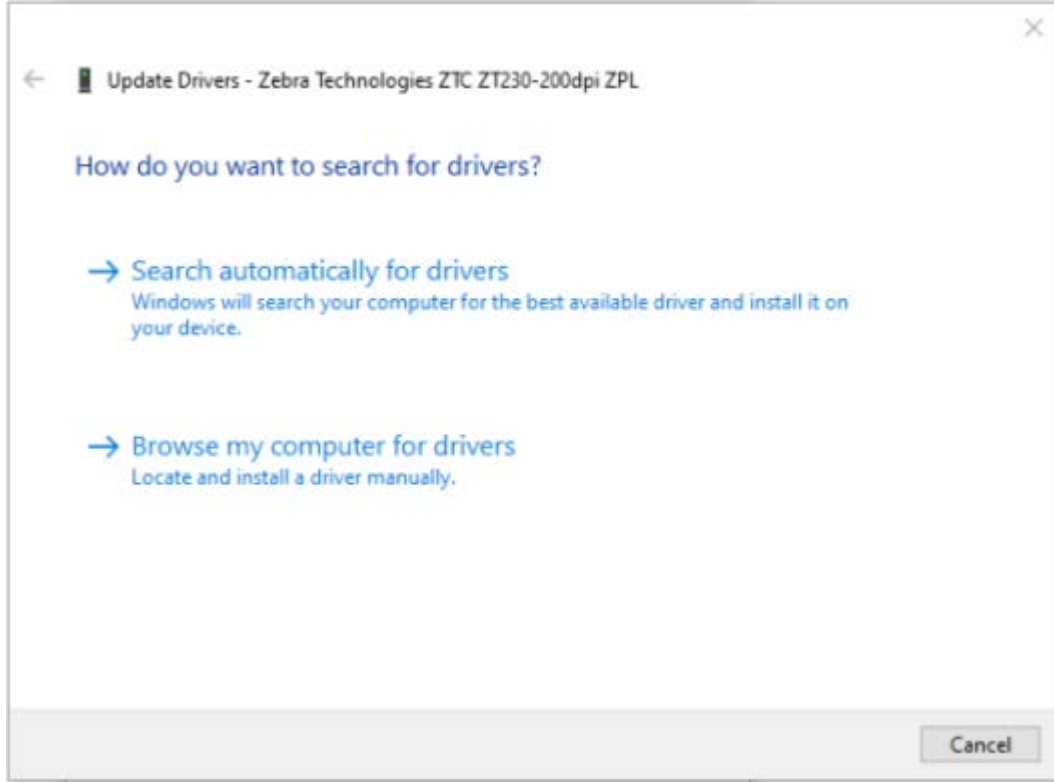 Update Drivers - Zebra Technologies ZTC ZT230-200dpi ZPL
How do you want to search for drivers?
Search automatically for drivers
Windows will search your computer for the best available driver and install it on
your device.
Browse my computer for drivers
Locate and install a driver manually.
Cancel